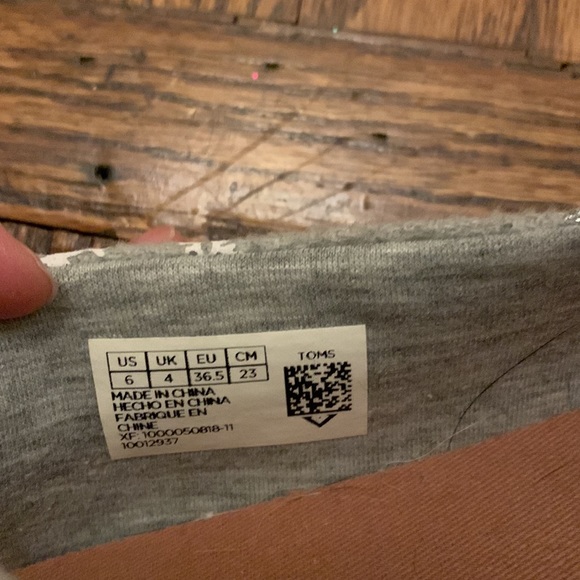 US UK EU CM
6 4 36.5 23
TOMS
MADE IN CHINA
HECHO EN CHINA
FABRIQUE EN
CHINE
XF: 1000050818-11
10012937